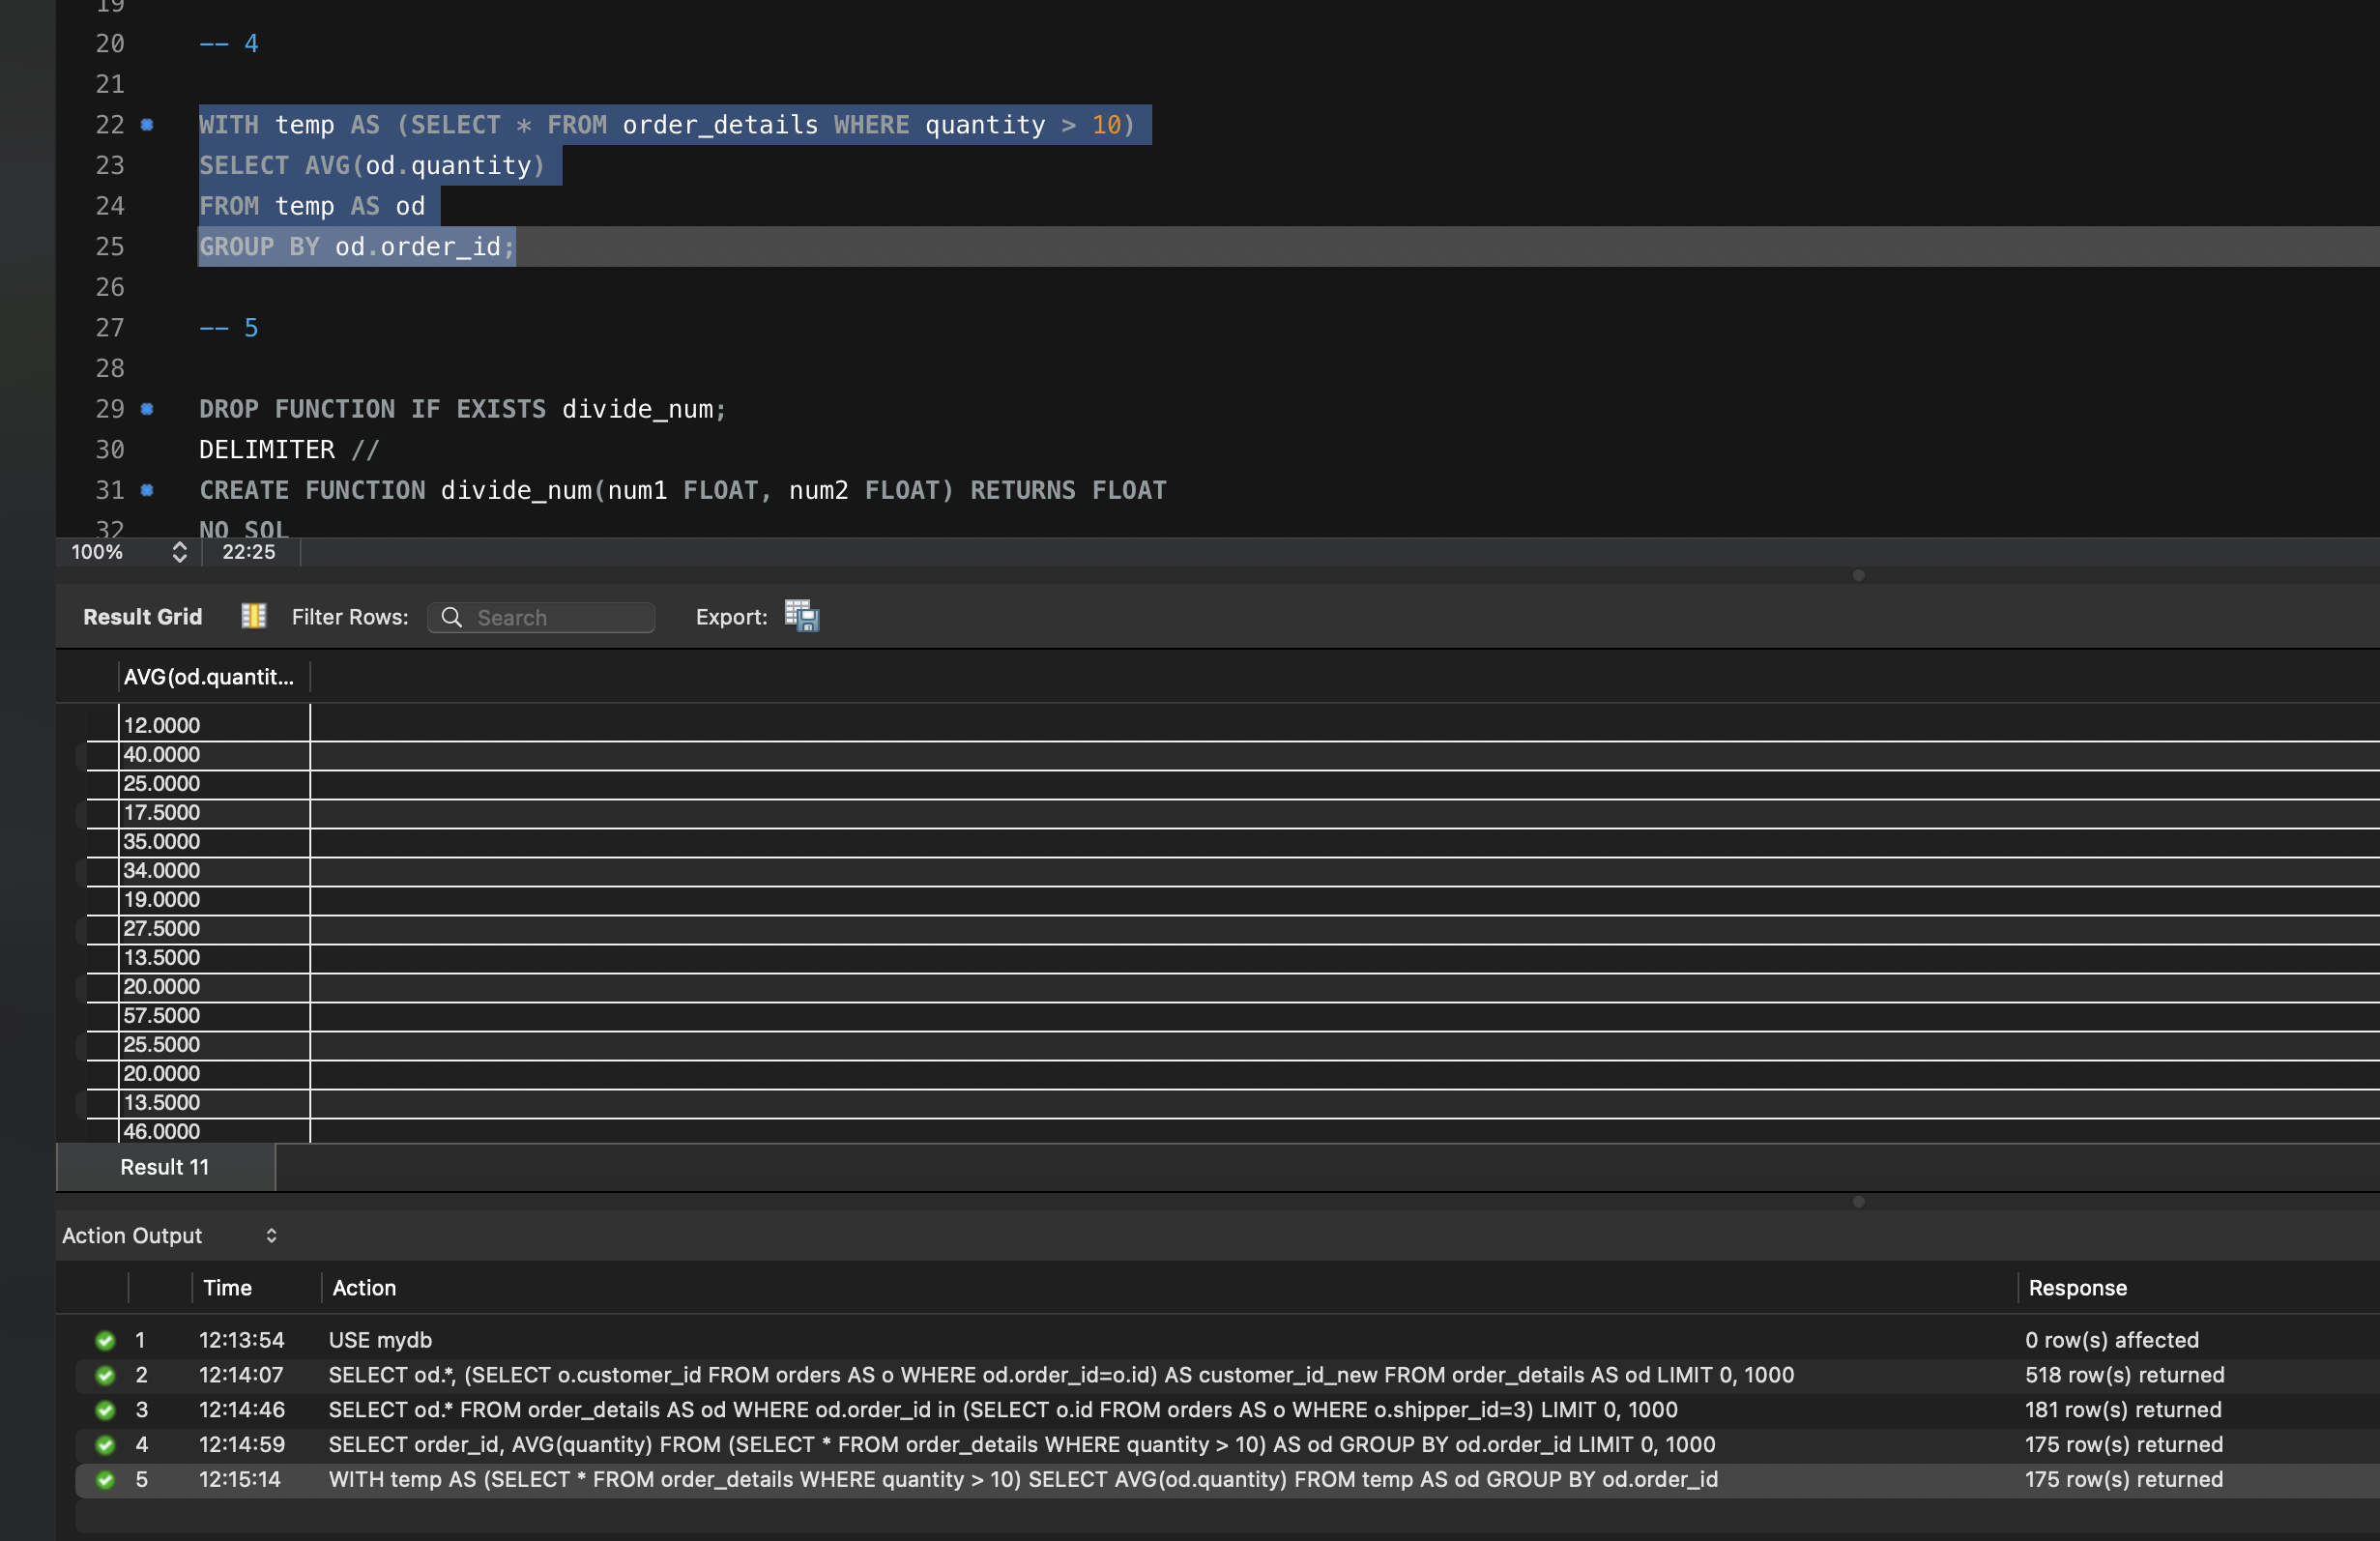 19
20 -- 4
21
22 WITH temp AS (SELECT * FROM order_details WHERE quantity > 10)
23 SELECT AVG(od.quantity)
24 FROM temp AS od
25 GROUP BY od.order_id;
26
27 -- 5
28
29 DROP FUNCTION IF EXISTS divide_num;
30 DELIMITER //
31 CREATE FUNCTION divide_num(num1 FLOAT, num2 FLOAT) RETURNS FLOAT
32 NO SQL
100% 22:25
Result Grid Filter Rows: Search Export:
AVG(od.quantit...
12.0000
40.0000
25.0000
17.5000
35.0000
34.0000
19.0000
27.5000
13.5000
20.0000
57.5000
25.5000
20.0000
13.5000
46.0000
Result 11
Action Output
Time Action Response
1 12:13:54 USE mydb 0 row(s) affected
2 12:14:07 SELECT od.*, (SELECT o.customer_id FROM orders AS o WHERE od.order_id=o.id) AS customer_id_new FROM order_details AS od LIMIT 0, 1000 518 row(s) returned
3 12:14:46 SELECT od.* FROM order_details AS od WHERE od.order_id in (SELECT o.id FROM orders AS o WHERE o.shipper_id=3) LIMIT 0, 1000 181 row(s) returned
4 12:14:59 SELECT order_id, AVG(quantity) FROM (SELECT * FROM order_details WHERE quantity > 10) AS od GROUP BY od.order_id LIMIT 0, 1000 175 row(s) returned
5 12:15:14 WITH temp AS (SELECT * FROM order_details WHERE quantity > 10) SELECT AVG(od.quantity) FROM temp AS od GROUP BY od.order_id 175 row(s) returned